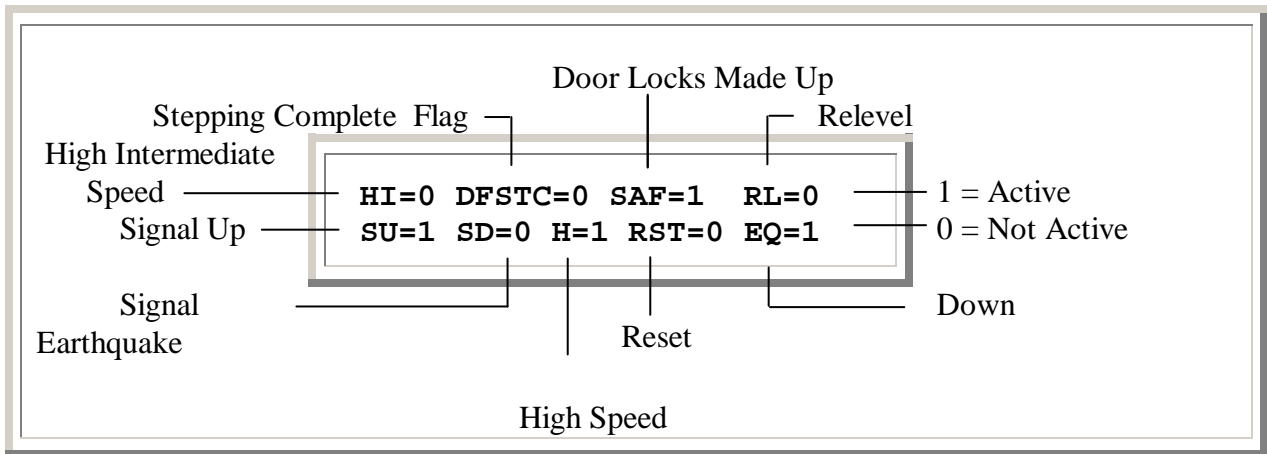 Door Locks Made Up
Stepping Complete Flag
Relevel
High Intermediate
Speed
HI=0 DFSTC=0 SAF=1 RL=0
1 = Active
Signal Up
SU=1 SD=0 H=1 RST=0 EQ=1
0 = Not Active
Signal
Down
Earthquake
Reset
High Speed